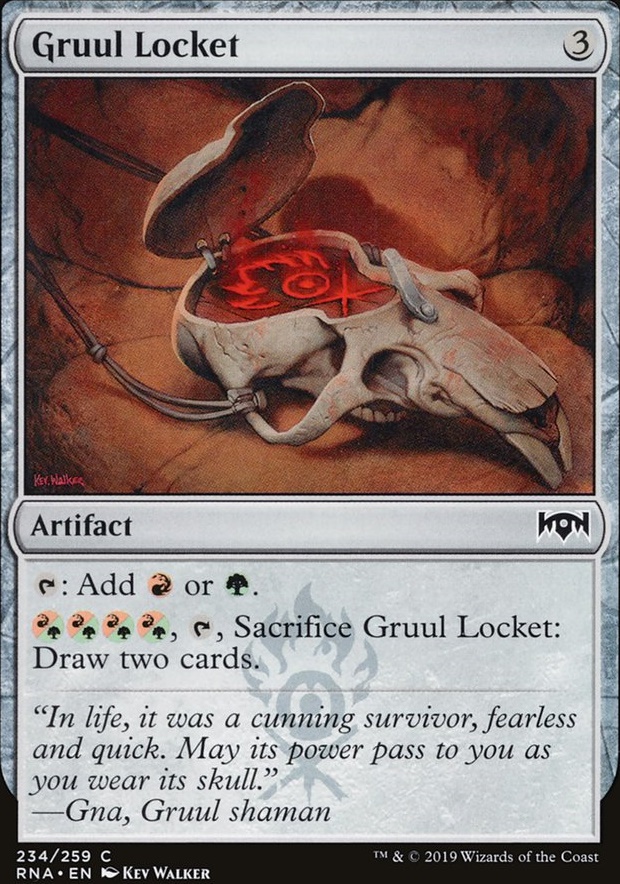 Gruul Locket 3
Kev. Walker
Artifact
: Add or .
, , Sacrifice Gruul Locket:
Draw two cards.
“In life, it was a cunning survivor, fearless
and quick. May its power pass to you as
you wear its skull.”
—Gna, Gruul shaman
234/259 C
RNA • EN Kev Walker
™ & © 2019 Wizards of the Coast